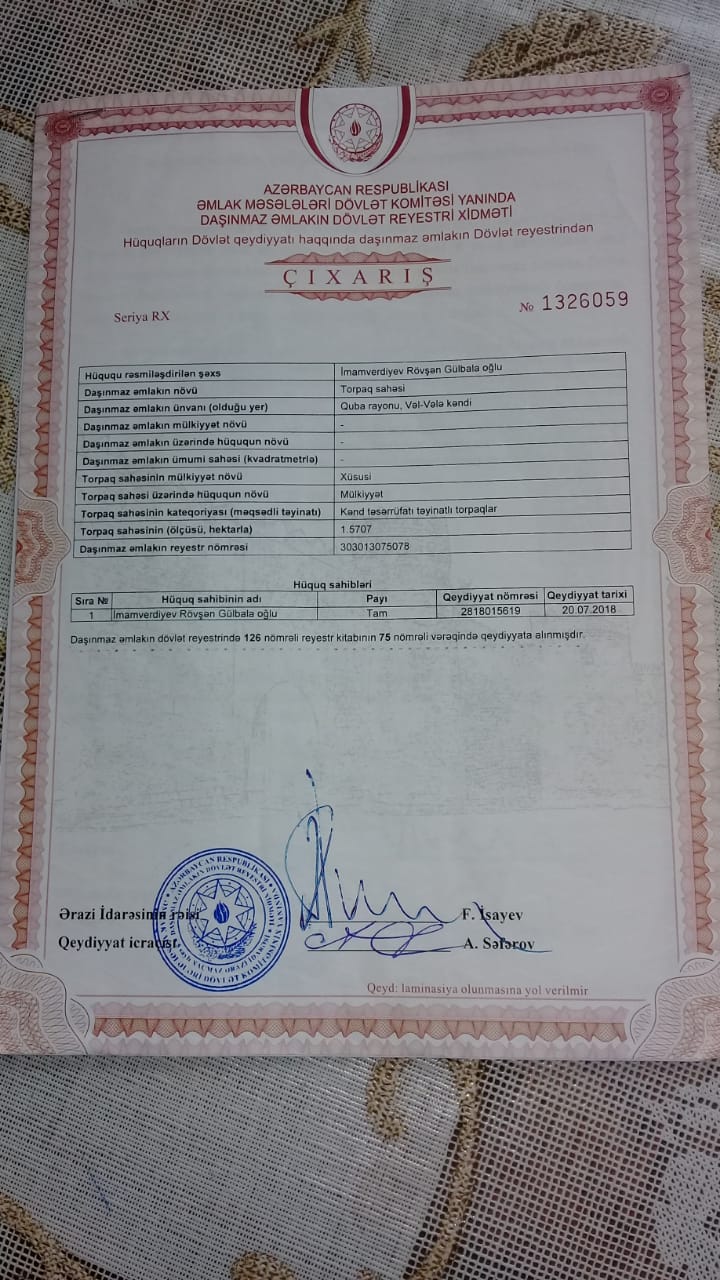 AZƏRBAYCAN RESPUBLİKASI
ƏMLAK MƏSƏLƏLƏRİ DÖVLƏT KOMİTƏSİ YANINDA
DAŞINMAZ ƏMLAKIN DÖVLƏT REYESTRİ XİDMƏTİ
Hüquqların Dövlət qeydiyyatı haqqında daşınmaz əmlakın Dövlət reyestrindən
ÇIXARIŞ
Seriya RX № 1326059
Hüququ rəsmiləşdirilən şəxs İmamverdiyev Rövşən Gülbala oğlu
Daşınmaz əmlakın növü Torpaq sahəsi
Daşınmaz əmlakın ünvanı (olduğu yer) Quba rayonu, Vəl-Vələ kəndi
Daşınmaz əmlakın mülkiyyət növü -
Daşınmaz əmlakın üzərində hüququn növü -
Daşınmaz əmlakın ümumi sahəsi (kvadratmetrlə) -
Torpaq sahəsinin mülkiyyət növü Xüsusi
Torpaq sahəsi üzərində hüququn növü Mülkiyyət
Torpaq sahəsinin kateqoriyası (məqsədli təyinatı) Kənd təsərrüfatı təyinatlı torpaqlar
Torpaq sahəsinin (ölçüsü, hektarla) 1.5707
Daşınmaz əmlakın reyestr nömrəsi 303013075078
Hüquq sahibləri
Sıra № Hüquq sahibinin adı Payı Qeydiyyat nömrəsi Qeydiyyat tarixi
1 İmamverdiyev Rövşən Gülbala oğlu Tam 2818015619 20.07.2018
Daşınmaz əmlakın dövlət reyestrində 126 nömrəli reyestr kitabının 75 nömrəli vərəqində qeydiyyata alınmışdır.
Ərazi İdarəsinin rəisi F. İsayev
Qeydiyyat icraçısı A. Səfərov
Qeyd: laminasiya olunmasına yol verilmir